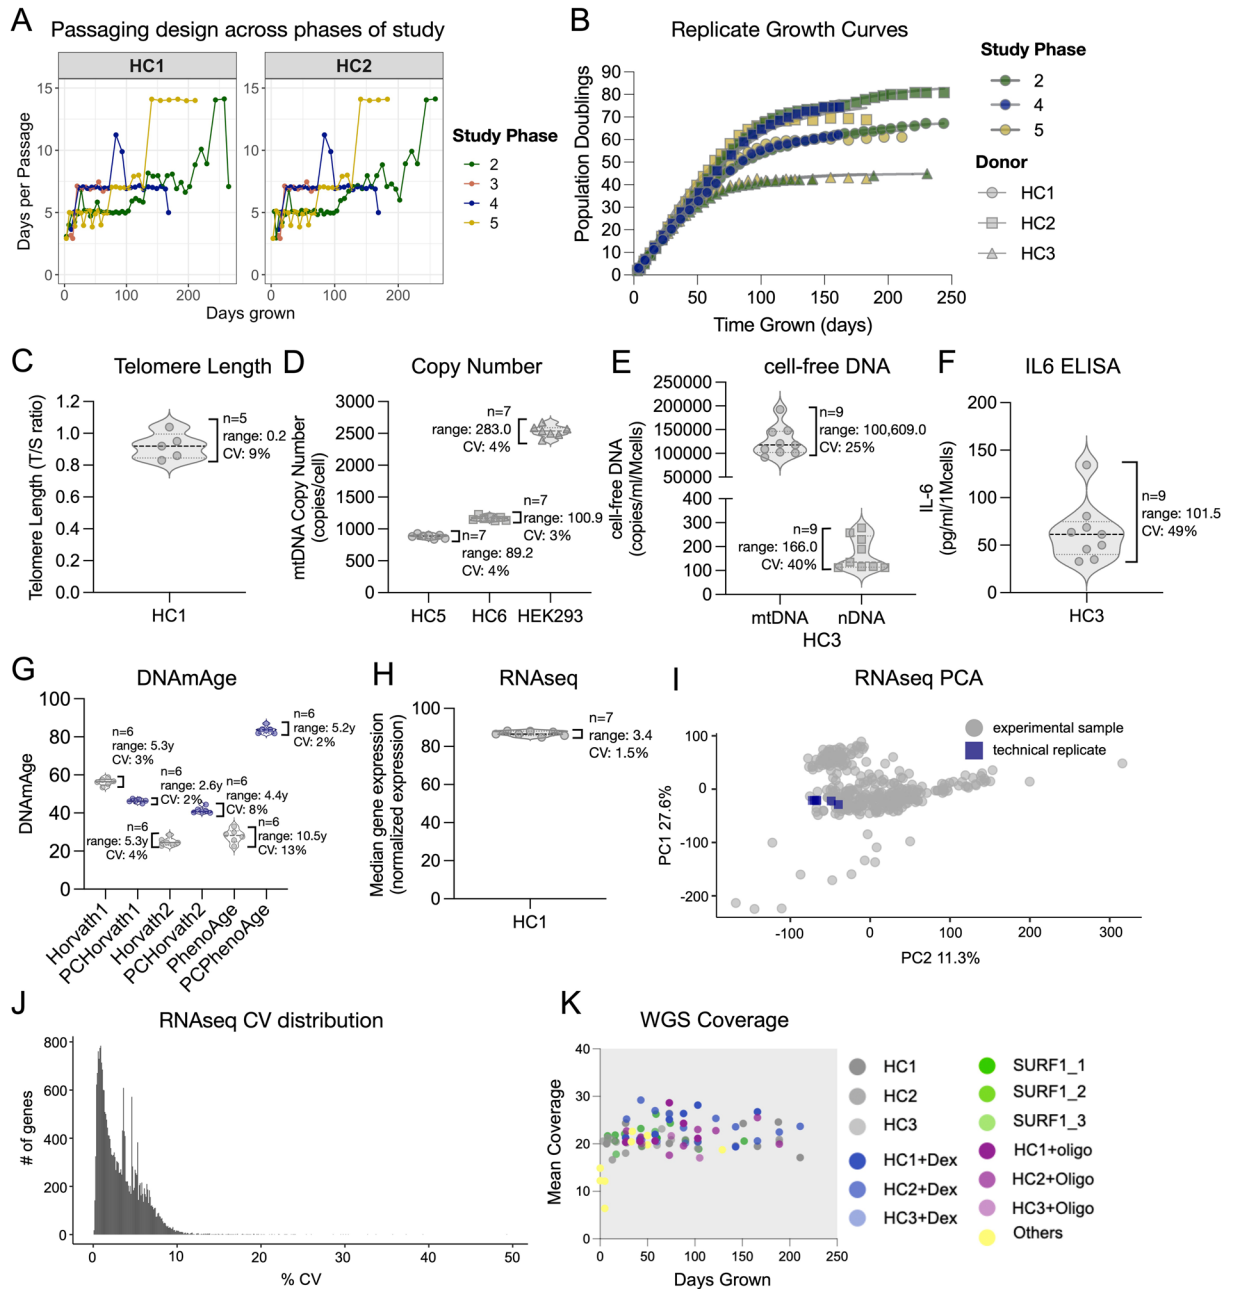 A
Passaging design across phases of study
HC1
HC2
Days per Passage
15
10
5
0
0
100
200
0
100
200
Days grown
Study Phase
2
3
4
5
B
Replicate Growth Curves
Population Doublings
90
80
70
60
50
40
30
20
10
0
0
50
100
150
200
250
Time Grown (days)
Study Phase
2
4
5
Donor
HC1
HC2
HC3
C
Telomere Length
Telomere Length (T/S ratio)
1.2
1.0
0.8
0.6
0.4
0.2
0.0
n=5
range: 0.2
CV: 9%
HC1
D
Copy Number
mtDNA Copy Number
(copies/cell)
3000
2500
2000
1500
1000
500
0
n=7
range: 283.0
CV: 4%
n=7
range: 100.9
CV: 3%
n=7
range: 89.2
CV: 4%
HC5
HC6
HEK293
E
cell-free DNA
cell-free DNA
(copies/ml/Mcells)
250000
200000
150000
100000
50000
400
300
200
100
0
n=9
range: 100,609.0
CV: 25%
n=9
range: 166.0
CV: 40%
mtDNA
nDNA
HC3
F
IL6 ELISA
IL-6
(pg/ml/1Mcells)
200
150
100
50
0
n=9
range: 101.5
CV: 49%
HC3
G
DNAmAge
DNAmAge
100
80
60
40
20
0
n=6
range: 5.3y
CV: 3%
n=6
range: 2.6y
CV: 2%
n=6
range: 5.3y
CV: 4%
n=6
range: 4.4y
CV: 8%
n=6
range: 10.5y
CV: 13%
n=6
range: 5.2y
CV: 2%
Horvath1
PCHorvath1
Horvath2
PCHorvath2
PhenoAge
PCPhenoAge
H
RNAseq
Median gene expression
(normalized expression)
100
80
60
40
20
0
n=7
range: 3.4
CV: 1.5%
HC1
I
RNAseq PCA
experimental sample
technical replicate
PC1 27.6%
100
0
-100
-200
-100
0
100
200
300
PC2 11.3%
J
RNAseq CV distribution
# of genes
800
600
400
200
0
0
10
20
30
40
50
% CV
K
WGS Coverage
Mean Coverage
40
30
20
10
0
0
50
100
150
200
250
Days Grown
HC1
HC2
HC3
HC1+Dex
HC2+Dex
HC3+Dex
SURF1_1
SURF1_2
SURF1_3
HC1+oligo
HC2+Oligo
HC3+Oligo
Others